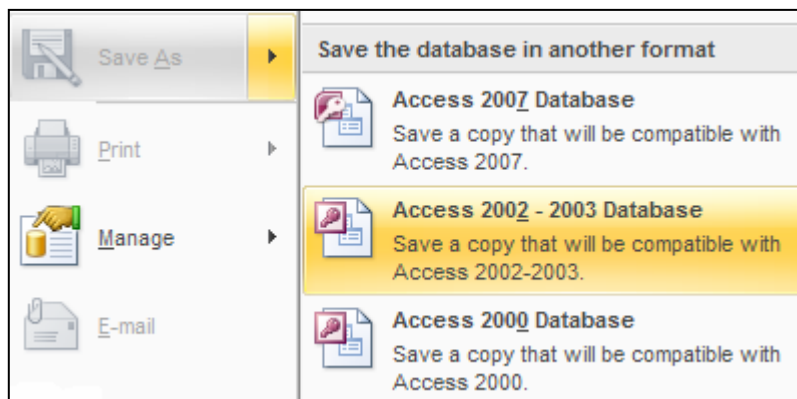 Save As
Print
Manage
E-mail
Save the database in another format
Access 2007 Database
Save a copy that will be compatible with
Access 2007.
Access 2002 - 2003 Database
Save a copy that will be compatible with
Access 2002-2003.
Access 2000 Database
Save a copy that will be compatible with
Access 2000.